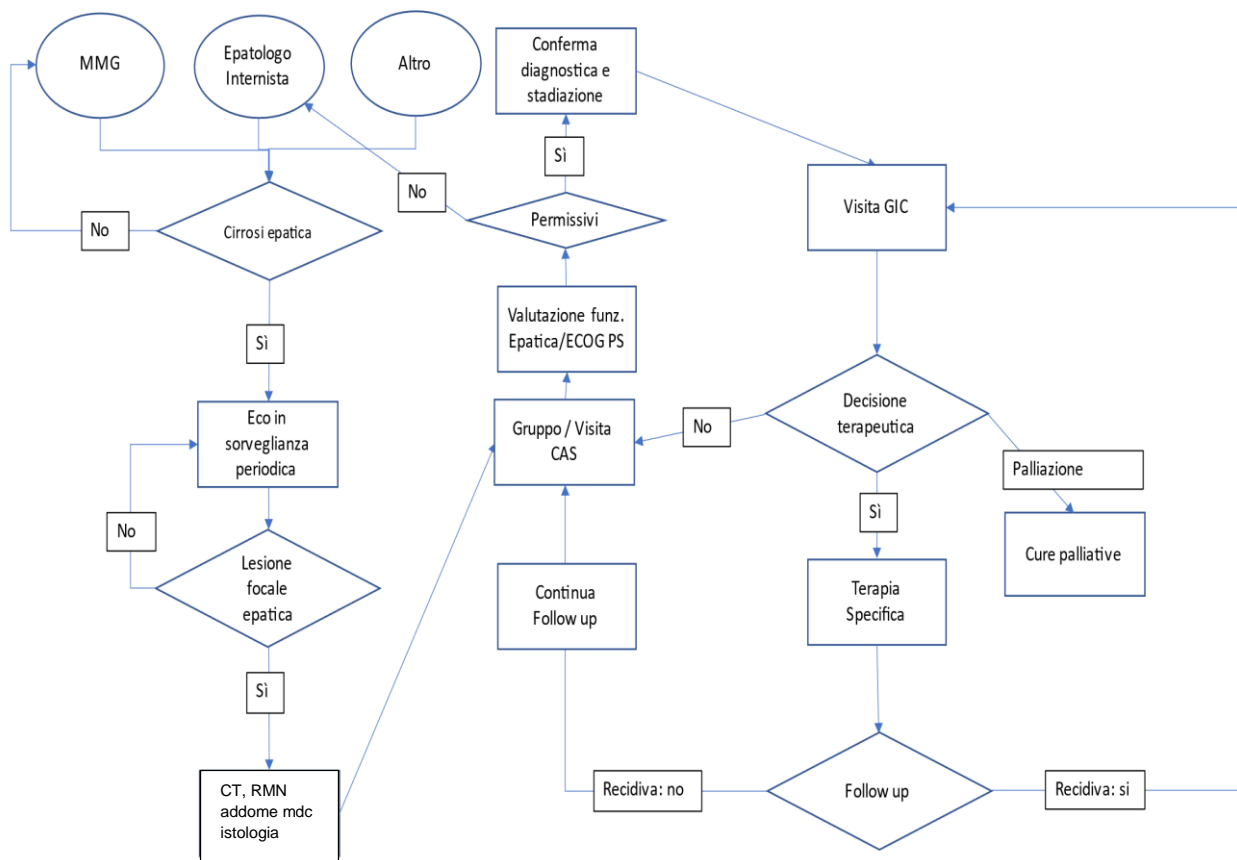 MMG
Epatologo
Internista
Altro
Conferma
diagnostica e
stadiazione
Sì
No
Permissivi
Visita GIC
No
Cirrosi epatica
Sì
Valutazione funz.
Epatica/ECOG PS
Eco in
sorveglianza
periodica
Gruppo / Visita
CAS
No
Decisione
terapeutica
Palliazione
No
Sì
Cure palliative
Lesione
focale
epatica
Continua
Follow up
Terapia
Specifica
Sì
CT, RMN
addome mdc
istologia
Recidiva: no
Follow up
Recidiva: si